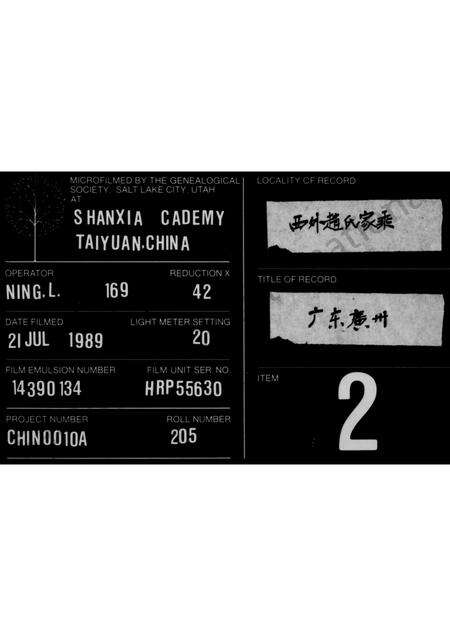 MICROFILMED BY THE GENEALOGICAL
SOCIETY, SALT LAKE CITY, UTAH
AT
SHANXIA CADEMY
TAIYUAN.CHINA
OPERATOR REDUCTION X
NING.L. 169 42
DATE FILMED LIGHT METER SETTING
21 JUL 1989 20
FILM EMULSION NUMBER FILM UNIT SER. NO.
14390134 HRP55630
PROJECT NUMBER ROLL NUMBER
CHIN0010A 205
LOCALITY OF RECORD
西外趙氏家乘
TITLE OF RECORD
广东廣州
ITEM
2